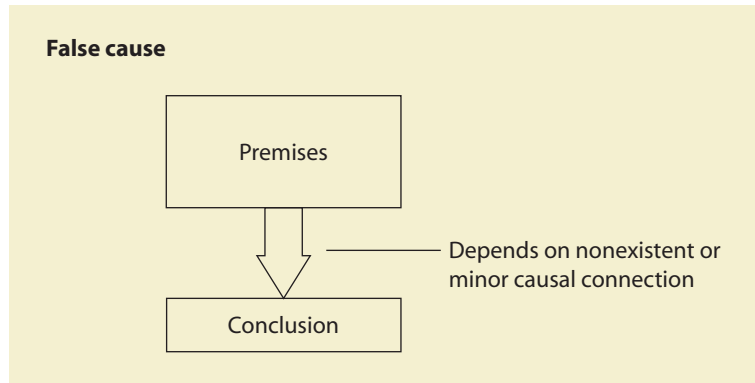 False cause
Premises
Depends on nonexistent or
minor causal connection
Conclusion